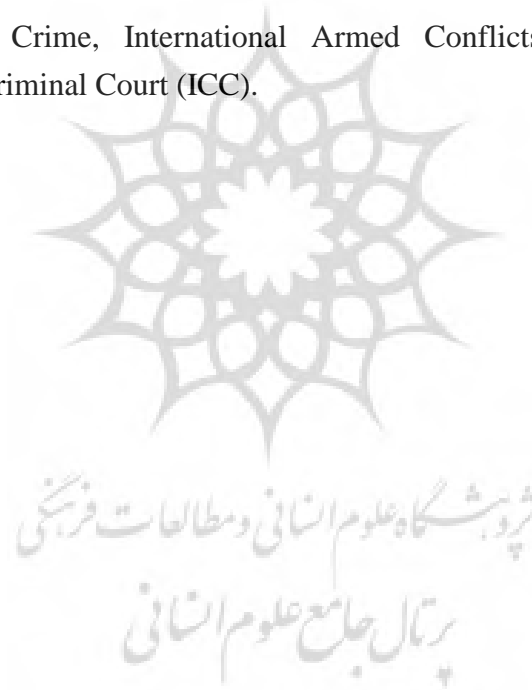 Crime, International Armed Conflicts
riminal Court (ICC).
پژوهشگاه علوم انسانی و مطالعات فرهنگی
پرتال جامع علوم انسانی